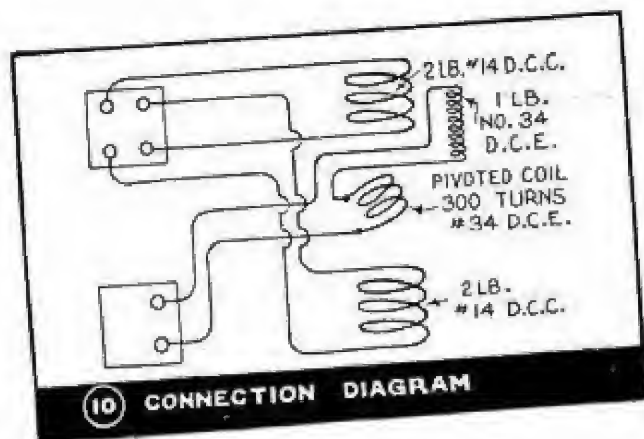 2 LB. #14 D.C.C.
1 LB.
NO. 34
D.C.E.
PIVOTED COIL
300 TURNS
#34 D.C.E.
2 LB.
#14 D.C.C.
10 CONNECTION DIAGRAM